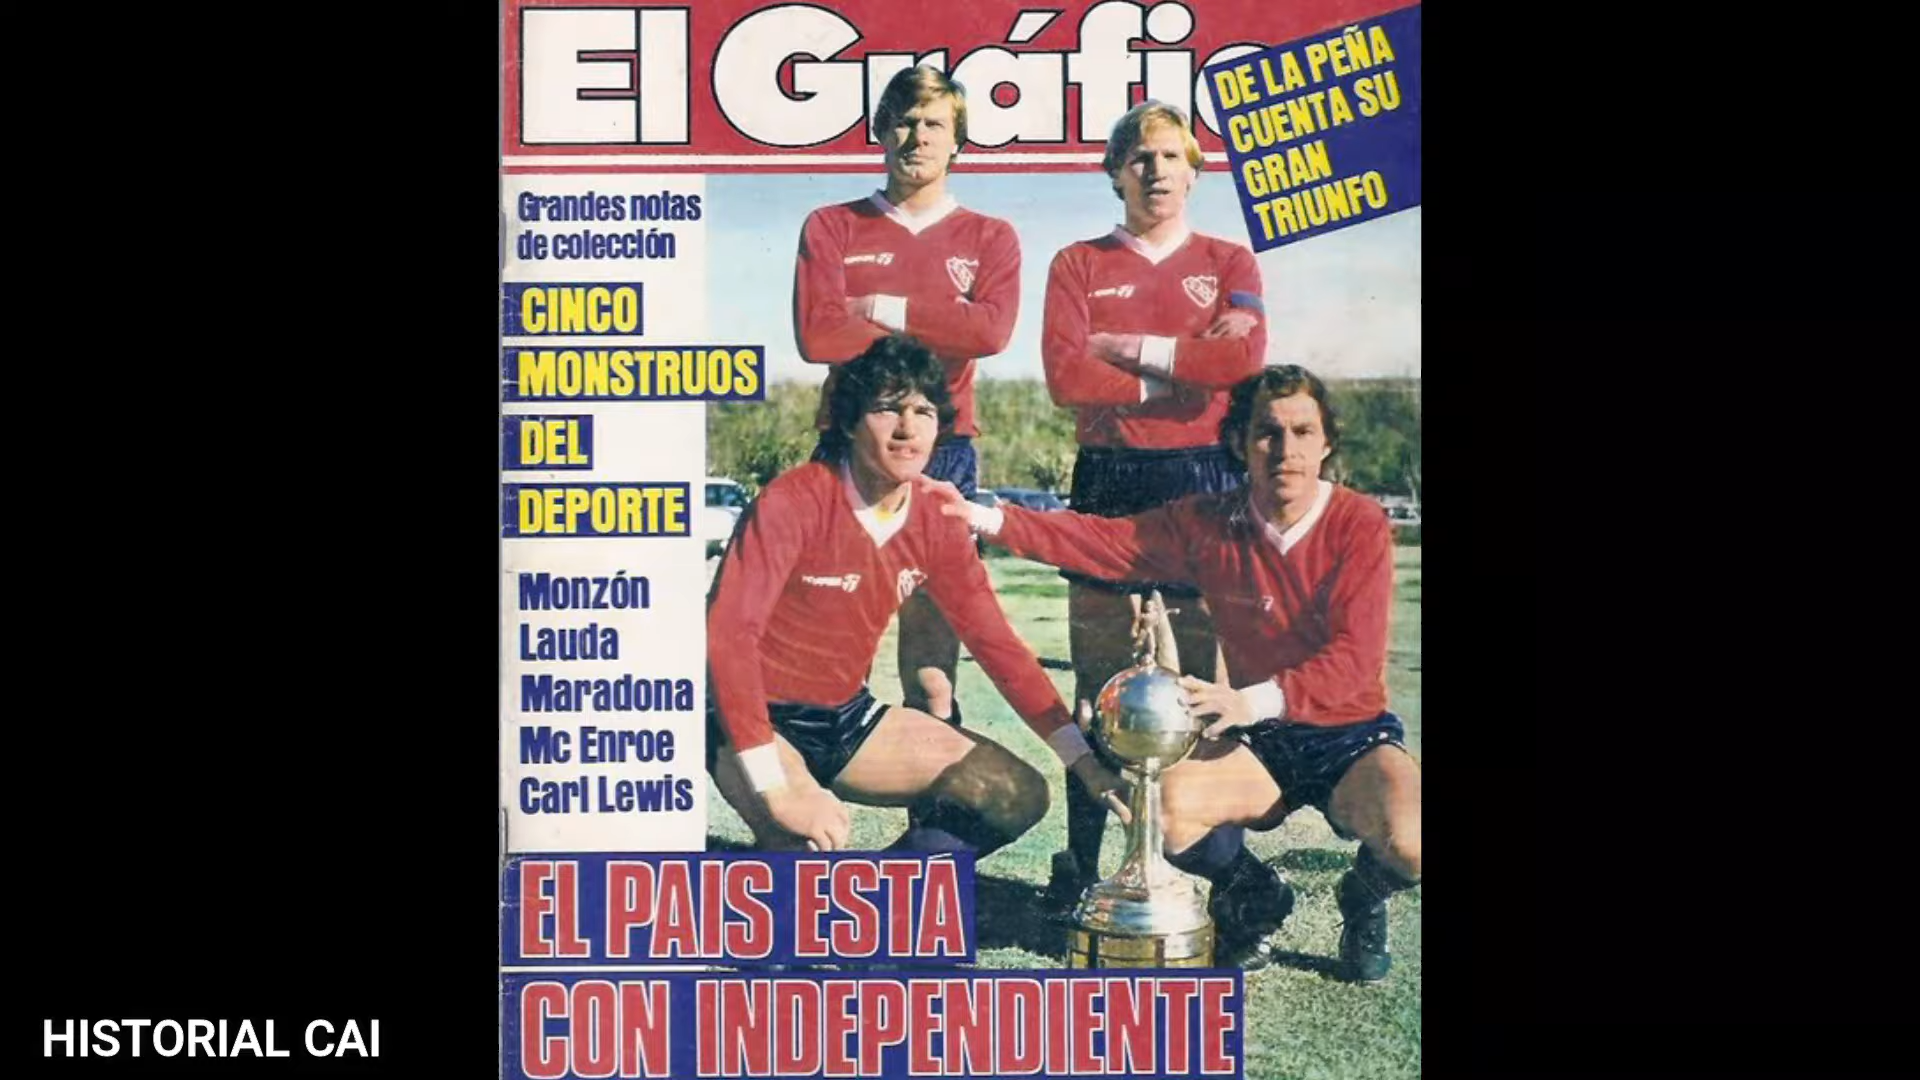 El Gráfic
DE LA PEÑA
CUENTA SU
GRAN
TRIUNFO
Grandes notas
de colección
CINCO
MONSTRUOS
DEL
DEPORTE
Monzón
Lauda
Maradona
Mc Enroe
Carl Lewis
EL PAIS ESTÁ
CON INDEPENDIENTE
HISTORIAL CAI